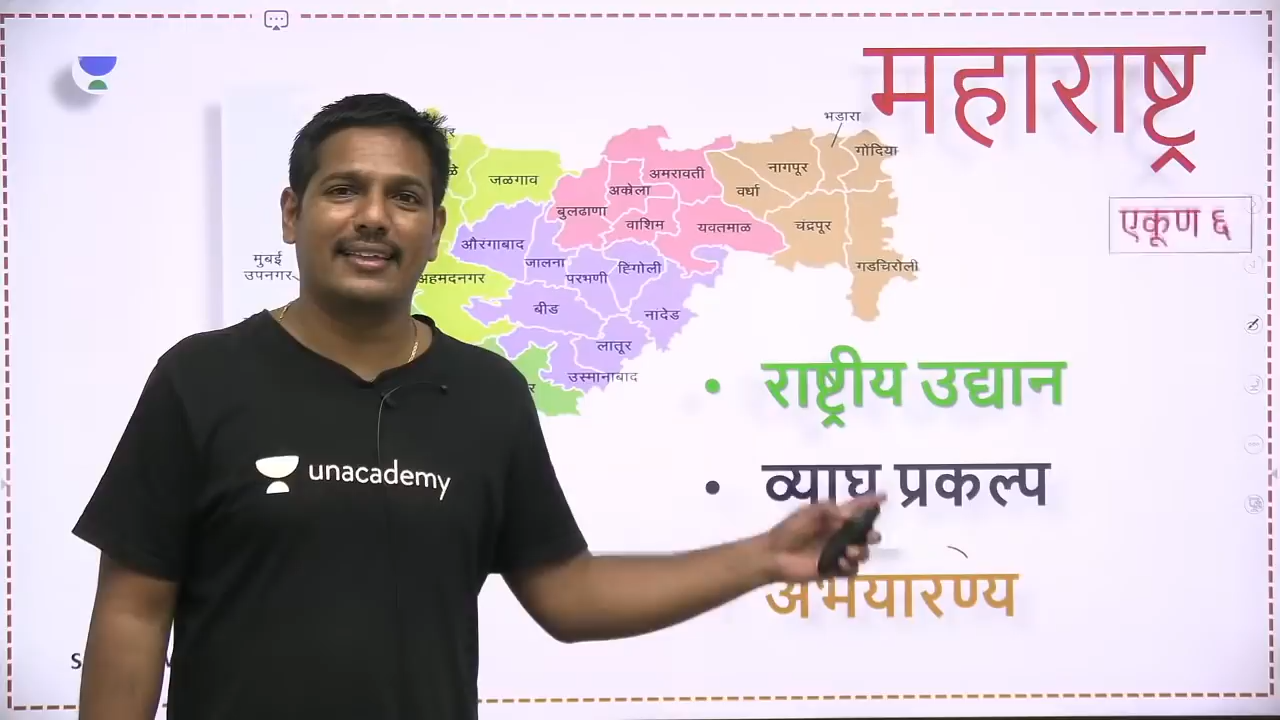 महाराष्ट्र
एकूण ६
भंडारा
गोंदिया
नागपूर
वर्धा
चंद्रपूर
गडचिरोली
अमरावती
अकोला
बुलढाणा
वाशिम
यवतमाळ
जळगाव
औरगाबाद
जालना
परभणी
हिंगोली
बीड
नादेड
लातूर
उस्मानाबाद
अहमदनगर
मुबई
उपनगर
• राष्ट्रीय उद्यान
• व्याघ्र प्रकल्प
अभयारण्य
unacademy